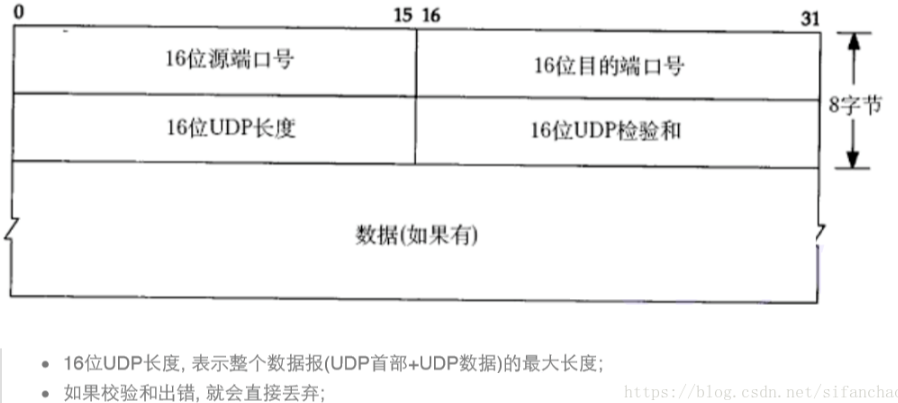 0 15 16 31
16位源端口号 16位目的端口号
8字节
16位UDP长度 16位UDP检验和
数据(如果有)
16位UDP长度, 表示整个数据报(UDP首部+UDP数据)的最大长度;
如果校验和出错, 就会直接丢弃;
https://blog.csdn.net/sifanchao